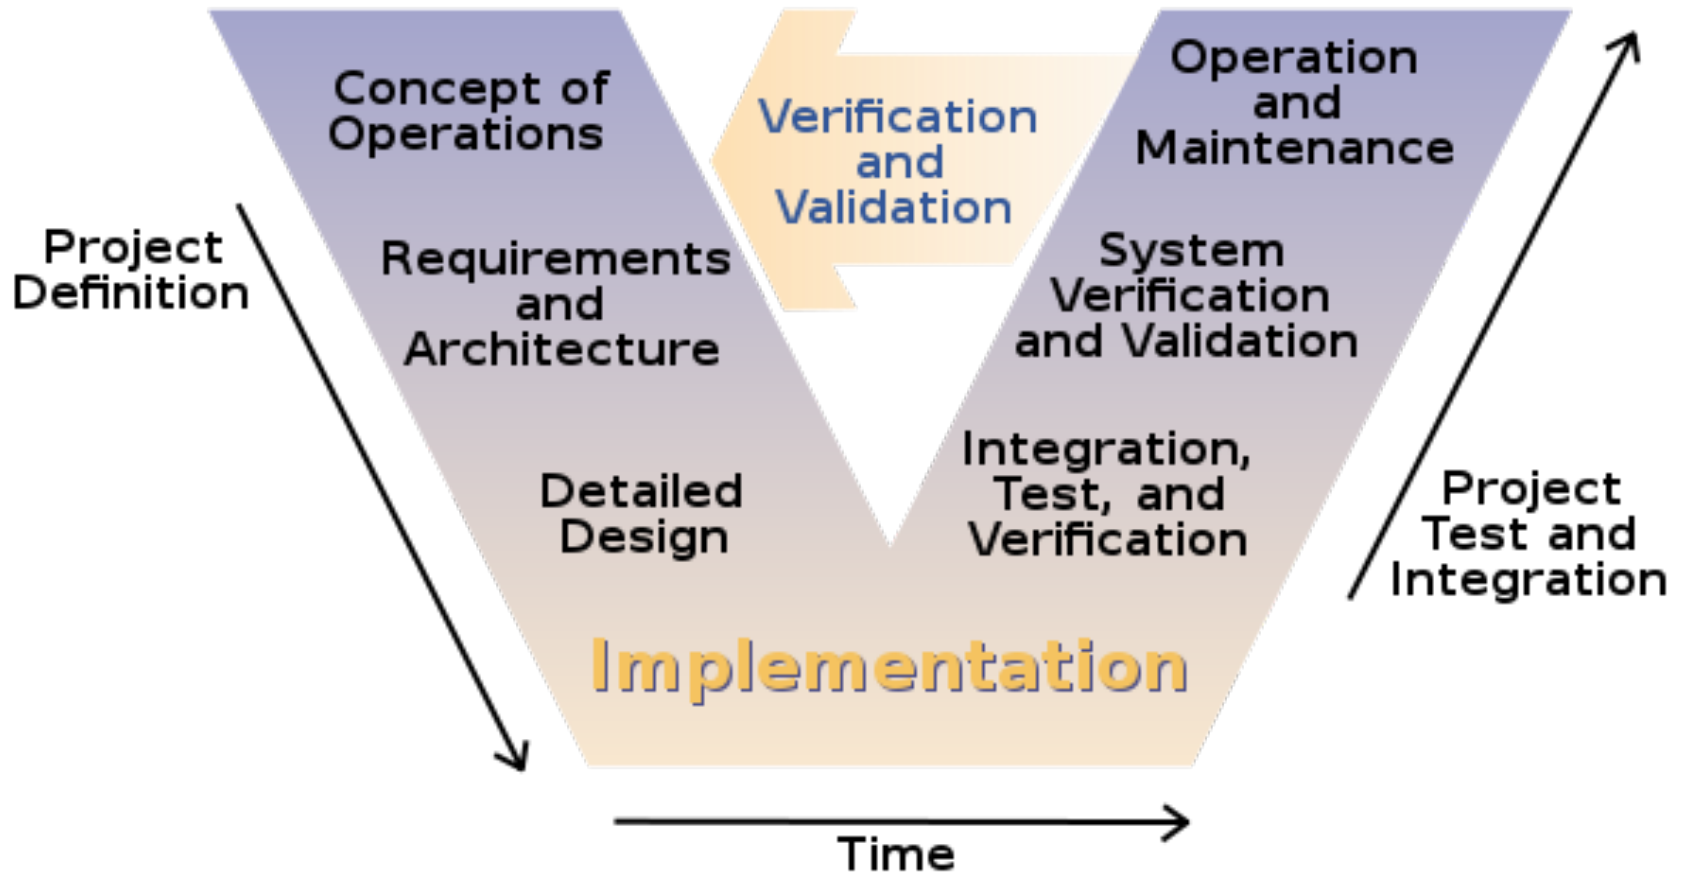 Concept of
Operations
Verification
and
Validation
Operation
and
Maintenance
Project
Definition
Requirements
and
Architecture
System
Verification
and Validation
Detailed
Design
Integration,
Test, and
Verification
Project
Test and
Integration
Implementation
Time